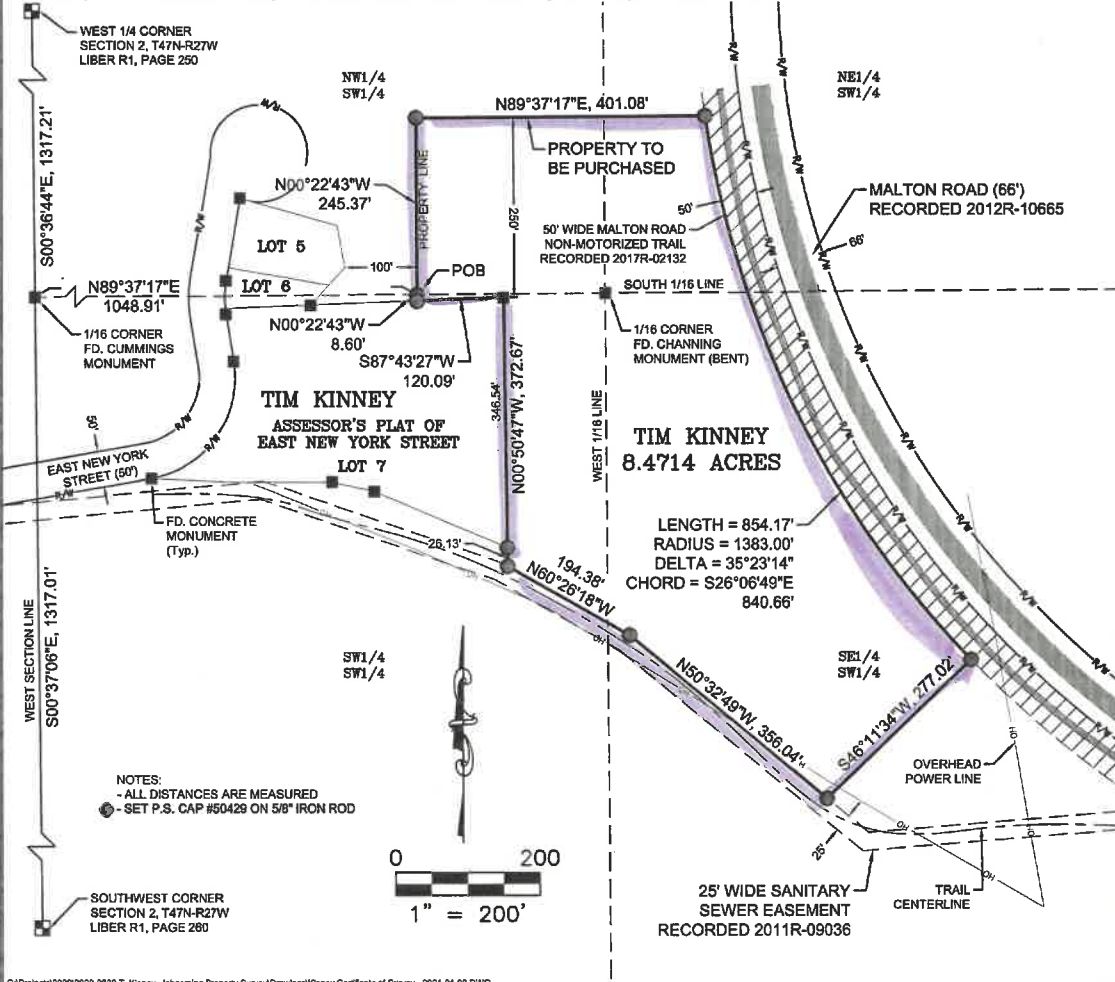 WEST 1/4 CORNER
SECTION 2, T47N-R27W
LIBER R1, PAGE 250
NW1/4
SW1/4
NE1/4
SW1/4
R/W
R/W
R/W
N89°37'17"E, 401.08'
PROPERTY TO
BE PURCHASED
S00°36'44"E, 1317.21'
N00°22'43"W
245.37'
PROPERTY LINE
250'
R/W
50'
50' WIDE MALTON ROAD
NON-MOTORIZED TRAIL
RECORDED 2017R-02132
MALTON ROAD (66')
RECORDED 2012R-10665
66'
R/W
LOT 5
100'
POB
LOT 6
SOUTH 1/16 LINE
N89°37'17"E
1048.91'
1/16 CORNER
FD. CUMMINGS
MONUMENT
N00°22'43"W
8.60'
S87°43'27"W
120.09'
1/16 CORNER
FD. CHANNING
MONUMENT (BENT)
R/W
R/W
R/W
TIM KINNEY
ASSESSOR'S PLAT OF
EAST NEW YORK STREET
346.54'
N00°50'47"W, 372.67'
WEST 1/16 LINE
TIM KINNEY
8.4714 ACRES
50'
R/W
R/W
EAST NEW YORK
STREET (50')
R/W
LOT 7
R/W
R/W
FD. CONCRETE
MONUMENT
(Typ.)
OH
26.13'
OH
LENGTH = 854.17'
RADIUS = 1383.00'
DELTA = 35°23'14"
CHORD = S26°06'49"E
840.66'
194.38'
N60°26'18"W
OH
R/W
R/W
R/W
WEST SECTION LINE
S00°37'06"E, 1317.01'
SW1/4
SW1/4
SE1/4
SW1/4
N50°32'49"W, 356.04'
S46°11'34"W, 277.02'
OH
OVERHEAD
POWER LINE
NOTES:
- ALL DISTANCES ARE MEASURED
- SET P.S. CAP #50429 ON 5/8" IRON ROD
OH
OH
25'
OH
0 200
1" = 200'
SOUTHWEST CORNER
SECTION 2, T47N-R27W
LIBER R1, PAGE 260
25' WIDE SANITARY
SEWER EASEMENT
RECORDED 2011R-09036
TRAIL
CENTERLINE